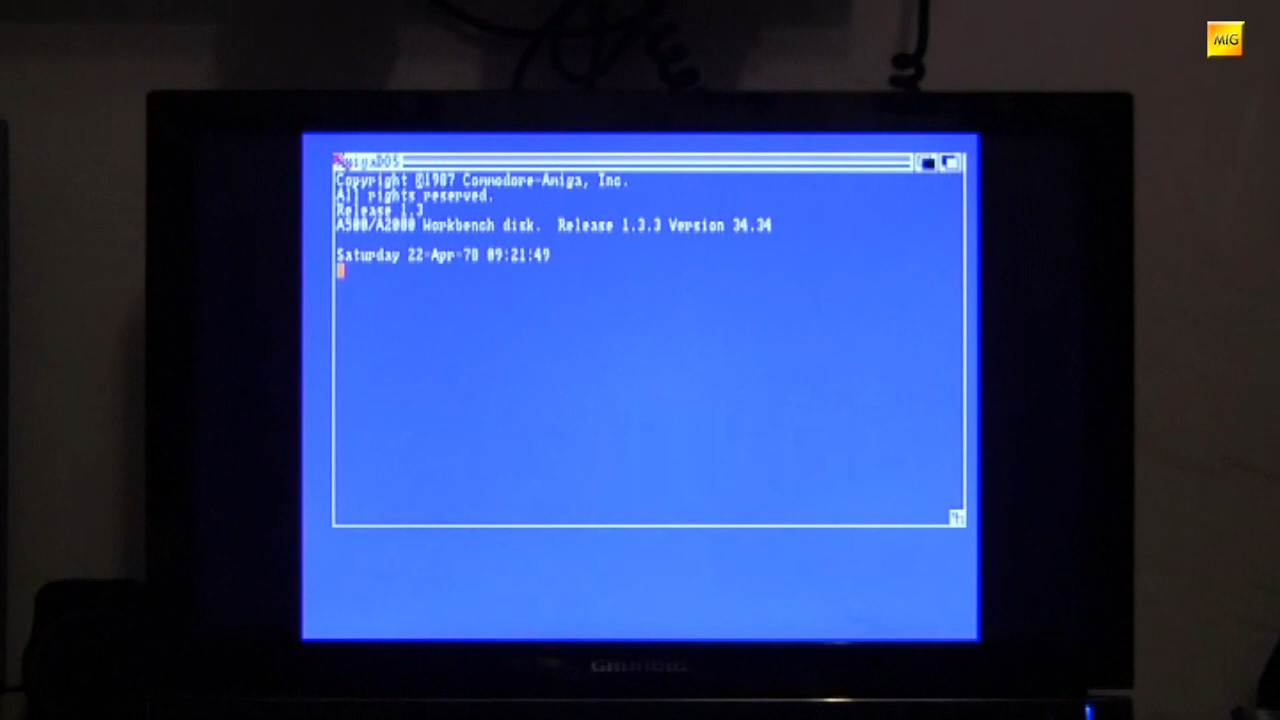 MIG
AmigaDOS
Copyright ©1987 Commodore-Amiga, Inc.
All rights reserved.
Release 1.3
A500/A2000 Workbench disk.  Release 1.3.3 Version 34.34
Saturday 22-Apr-78 09:21:49
GRUNDIG